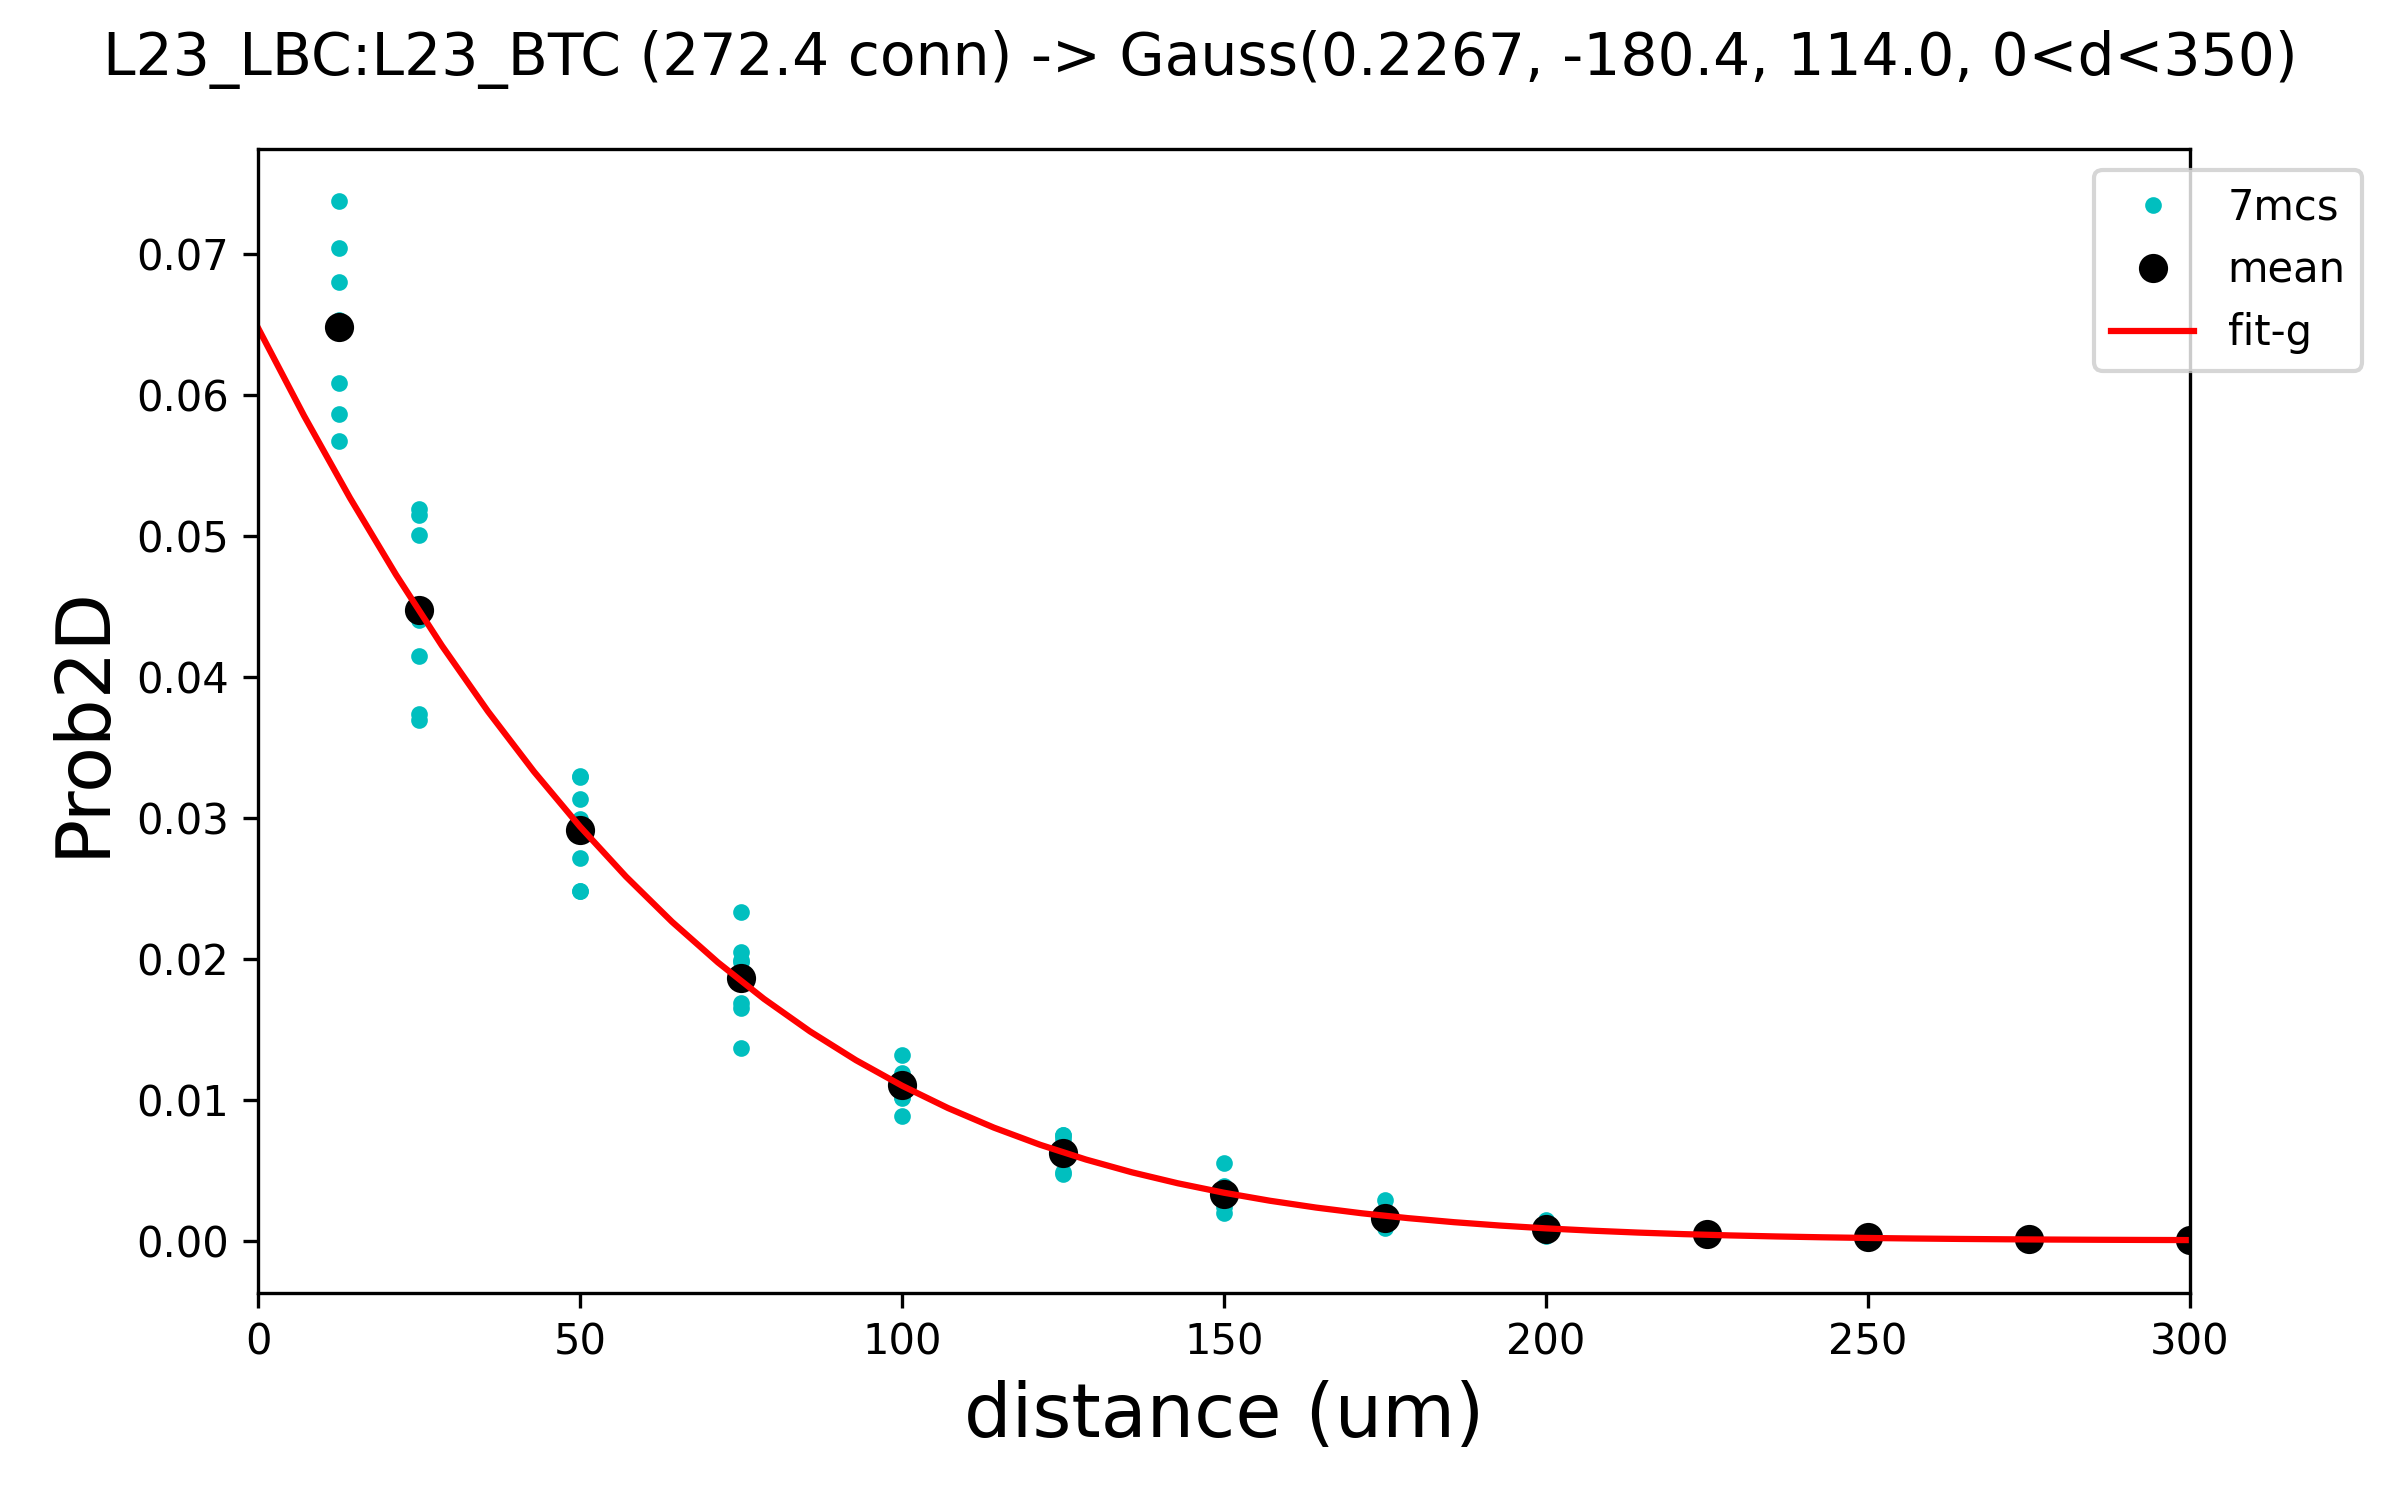 L23_LBC:L23_BTC (272.4 conn) -> Gauss(0.2267, -180.4, 114.0, 0<d<350)
7mcs
mean
fit-g
Prob2D
0.07
0.06
0.05
0.04
0.03
0.02
0.01
0.00
0 50 100 150 200 250 300
distance (um)